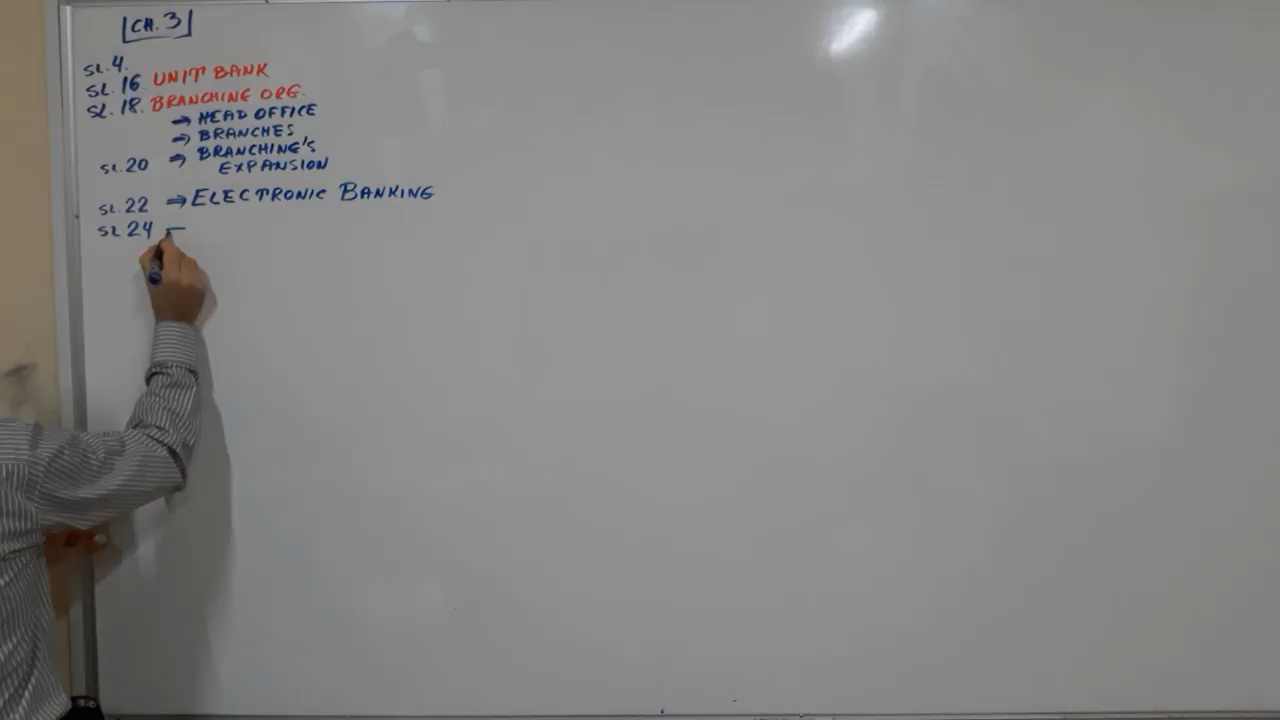 CH. 3
SL. 4.
SL. 16. UNIT BANK
SL. 18. BRANCHING ORG.
⇒ HEAD OFFICE
⇒ BRANCHES
SL. 20 ⇒ BRANCHING'S
EXPANSION
SL. 22 ⇒ ELECTRONIC BANKING
SL 24